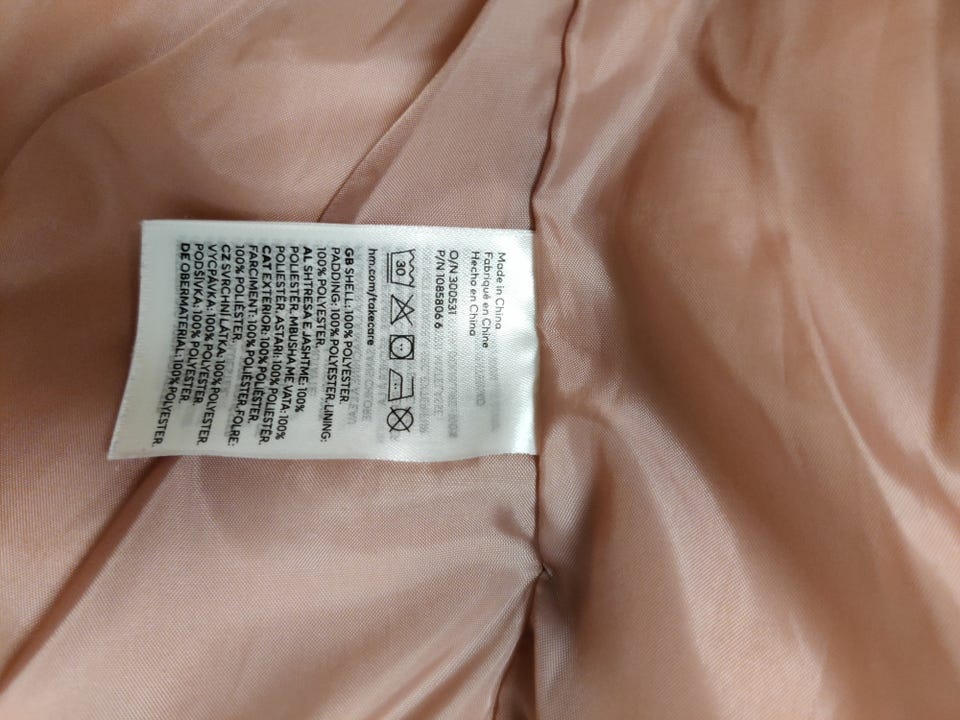 Made in China
Fabriqué en Chine
Hecho en China
O/N 300531
P/N 1085806 6
30
hm.com/takecare
GB SHELL: 100% POLYESTER.
PADDING: 100% POLYESTER. LINING:
100% POLYESTER.
AL SHTRESA E JASHTME: 100%
POLIESTER. MBUSHA ME VATA: 100%
POLIESTER. ASTARI: 100% POLIESTER.
CAT EXTERIOR: 100% POLIÈSTER.
FARCIMENT: 100% POLIÈSTER. FOLRE:
100% POLIÈSTER.
CZ SVRCHNÍ LÁTKA: 100% POLYESTER.
VYCPÁVKA: 100% POLYESTER.
PODŠÍVKA: 100% POLYESTER.
DE OBERMATERIAL: 100% POLYESTER.